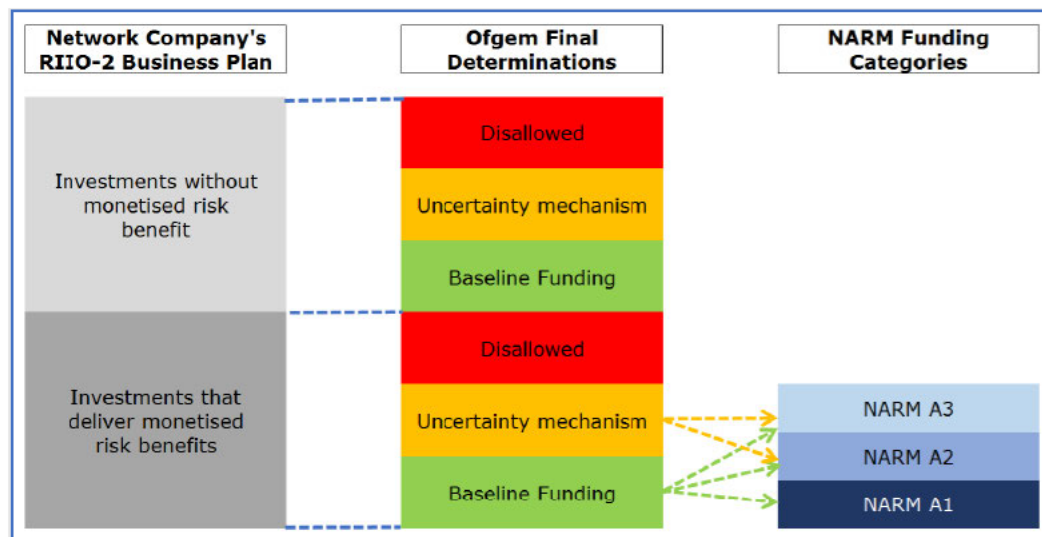 Network Company's
RIIO-2 Business Plan
Ofgem Final
Determinations
NARM Funding
Categories
Investments without
monetised risk
benefit
Disallowed
Uncertainty mechanism
Baseline Funding
Investments that
deliver monetised
risk benefits
Disallowed
Uncertainty mechanism
Baseline Funding
NARM A3
NARM A2
NARM A1